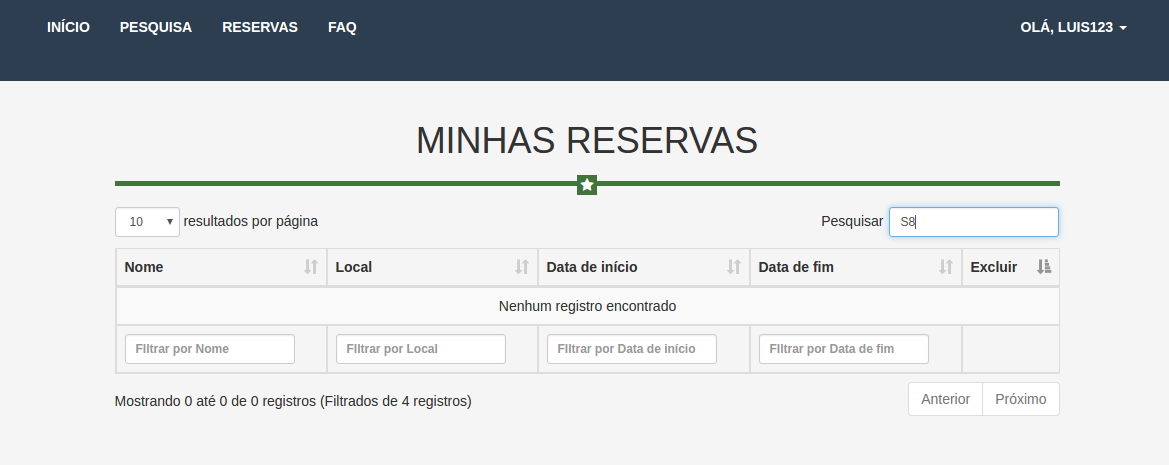 INÍCIO PESQUISA RESERVAS FAQ OLÁ, LUIS123
MINHAS RESERVAS
10 resultados por página Pesquisar S8
Nome Local Data de início Data de fim Excluir
Nenhum registro encontrado
FIltrar por Nome FIltrar por Local FIltrar por Data de início FIltrar por Data de fim
Mostrando 0 até 0 de 0 registros (Filtrados de 4 registros) Anterior Próximo